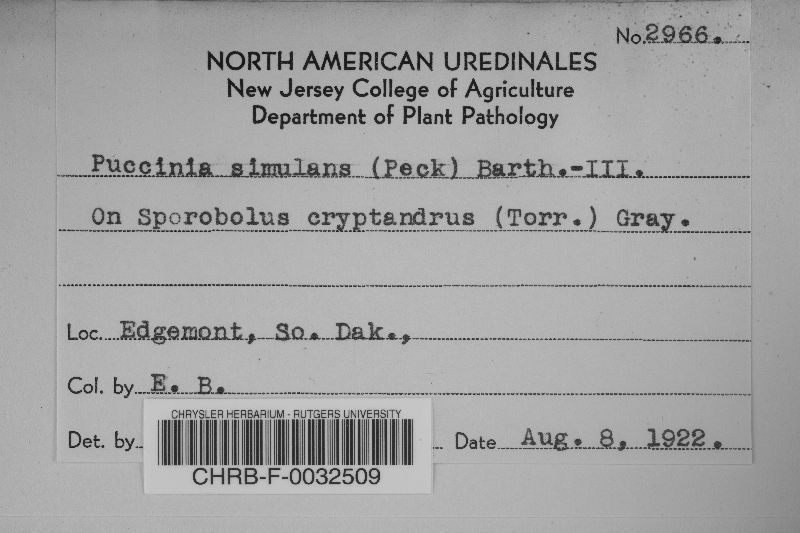 No. 2966.
NORTH AMERICAN UREDINALES
New Jersey College of Agriculture
Department of Plant Pathology
Puccinia simulans (Peck) Barth.-III.
On Sporobolus cryptandrus (Torr.) Gray.
Loc. Edgemont, So. Dak.,
Col. by E. B.
CHRYSLER HERBARIUM - RUTGERS UNIVERSITY
Det. by Date Aug. 8, 1922.
CHRB-F-0032509